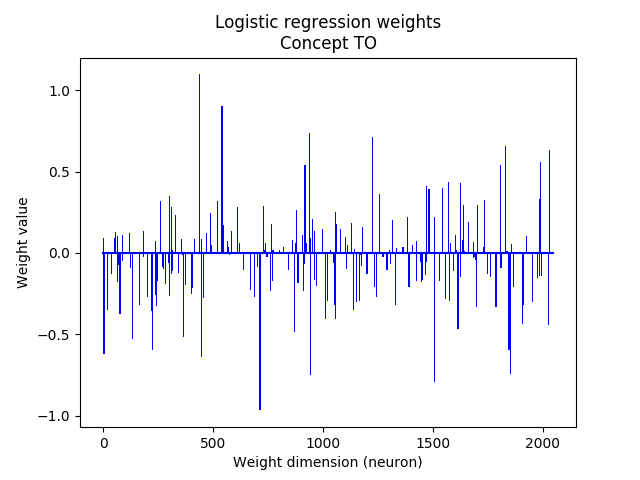 Logistic regression weights
Concept TO
1.0
0.5
0.0
−0.5
−1.0
Weight value
0
500
1000
1500
2000
Weight dimension (neuron)